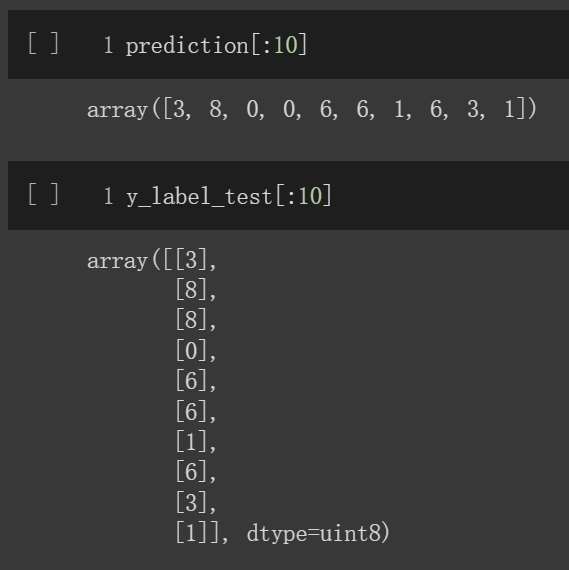 [ ] 1 prediction[:10]
array([3, 8, 0, 0, 6, 6, 1, 6, 3, 1])
[ ] 1 y_label_test[:10]
array([[3],
[8],
[8],
[0],
[6],
[6],
[1],
[6],
[3],
[1]], dtype=uint8)